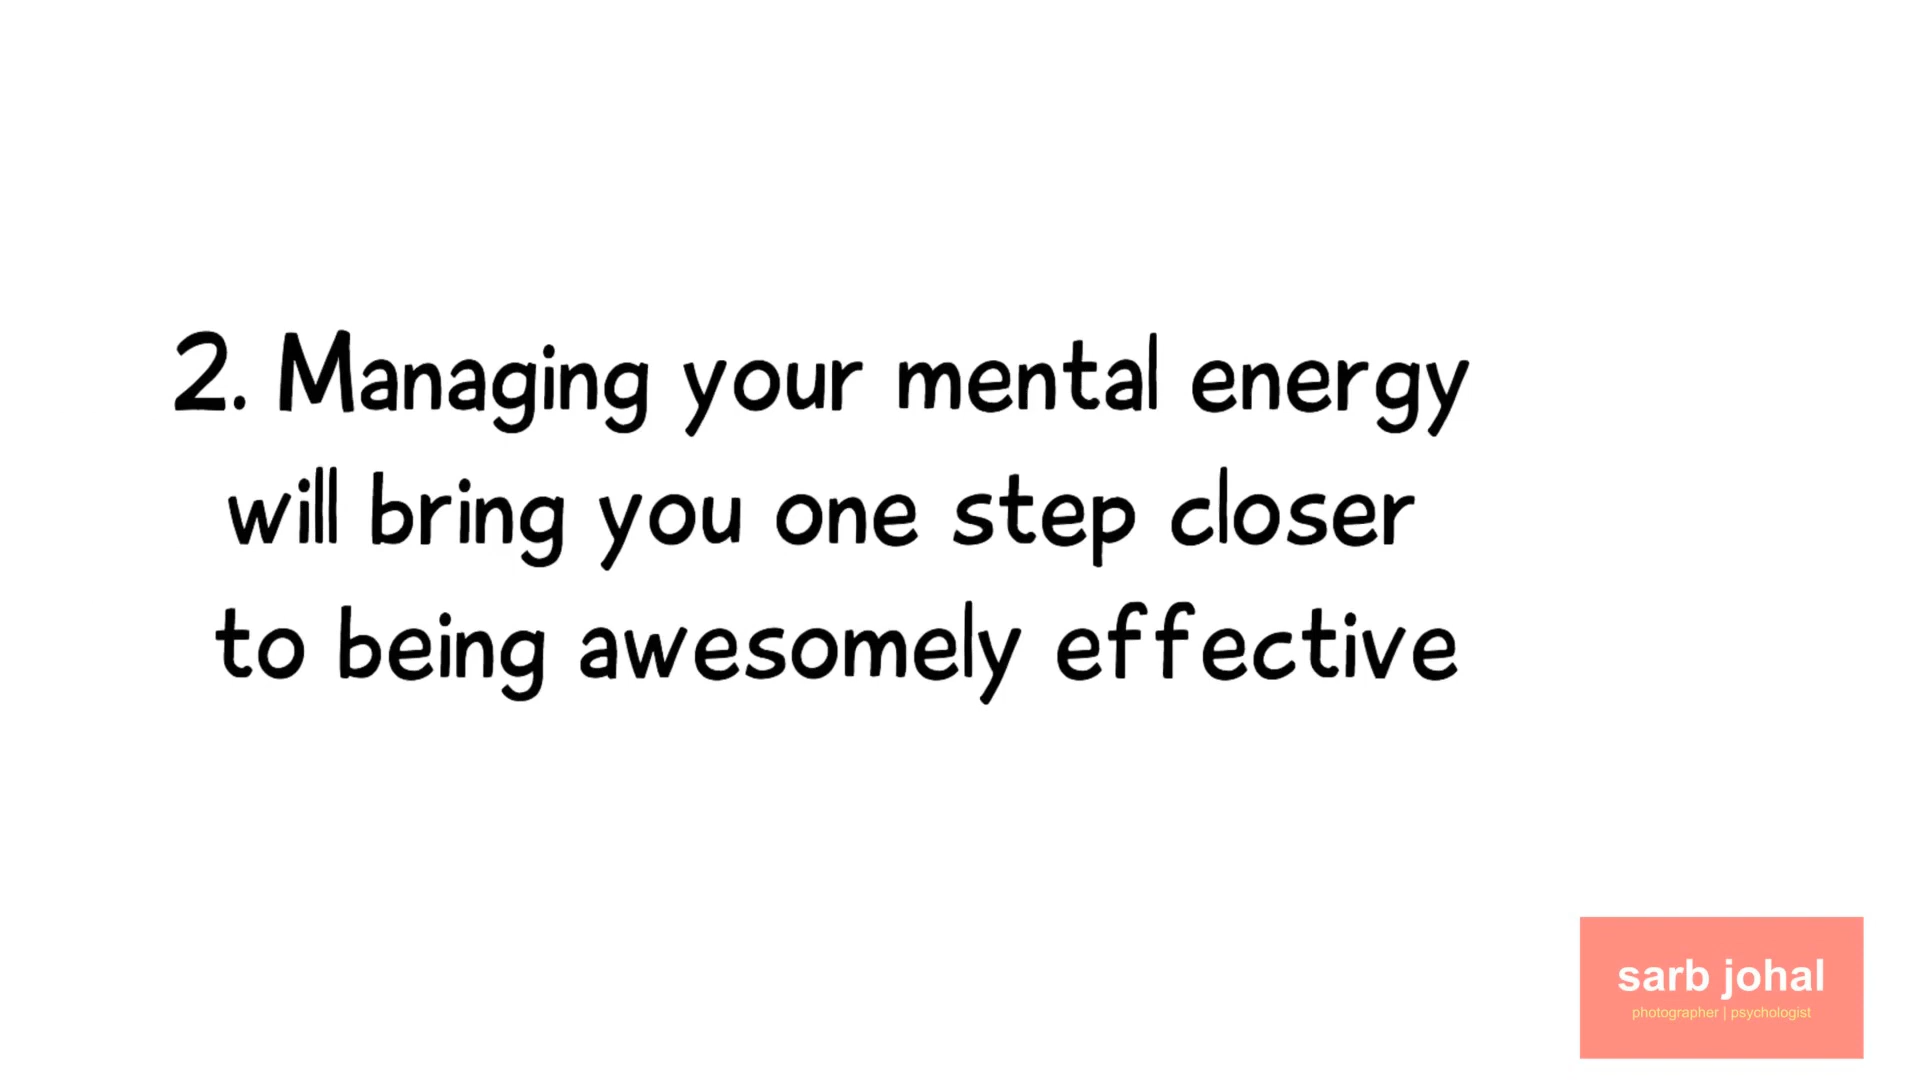 2. Managing your mental energy
will bring you one step closer
to being awesomely effective
sarb johal
photographer | psychologist